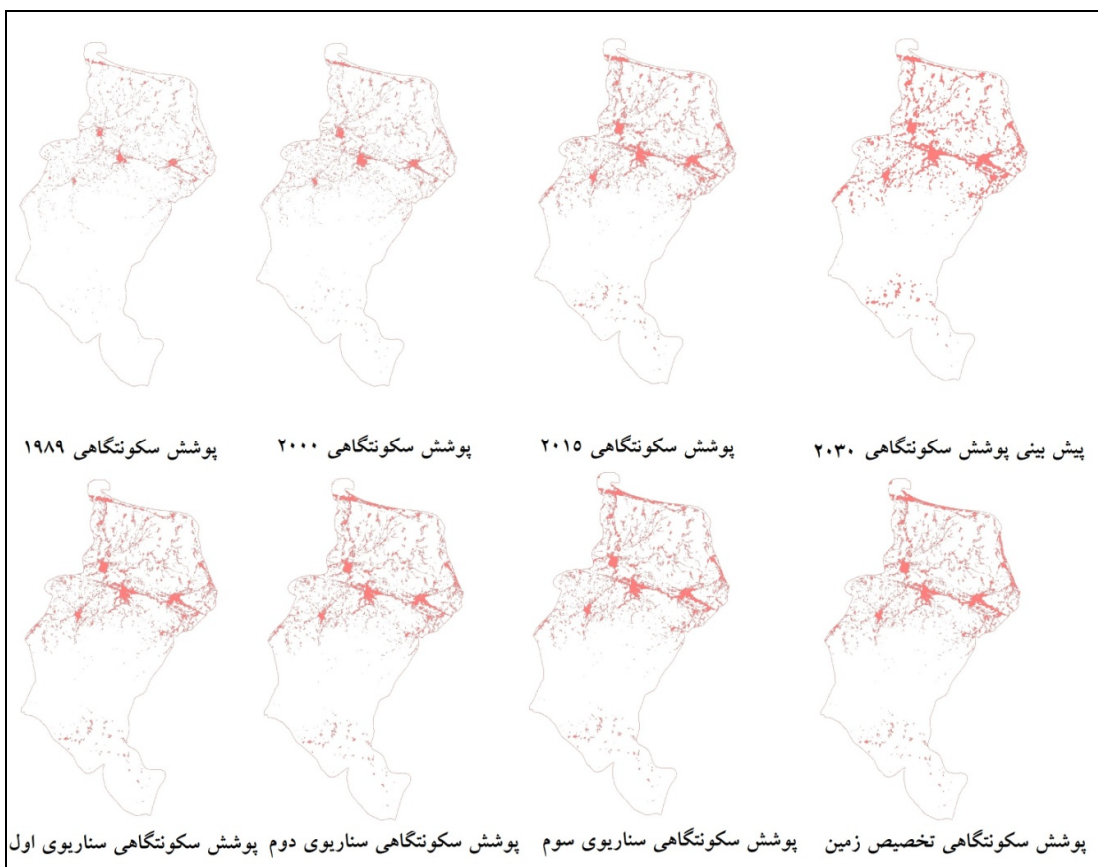 پوشش سکونتگاهی ۱۹۸۹
پوشش سکونتگاهی ۲۰۰۰
پوشش سکونتگاهی ۲۰۱۵
پیش بینی پوشش سکونتگاهی ۲۰۳۰
پوشش سکونتگاهی سناریوی اول
پوشش سکونتگاهی سناریوی دوم
پوشش سکونتگاهی سناریوی سوم
پوشش سکونتگاهی تخصیص زمین